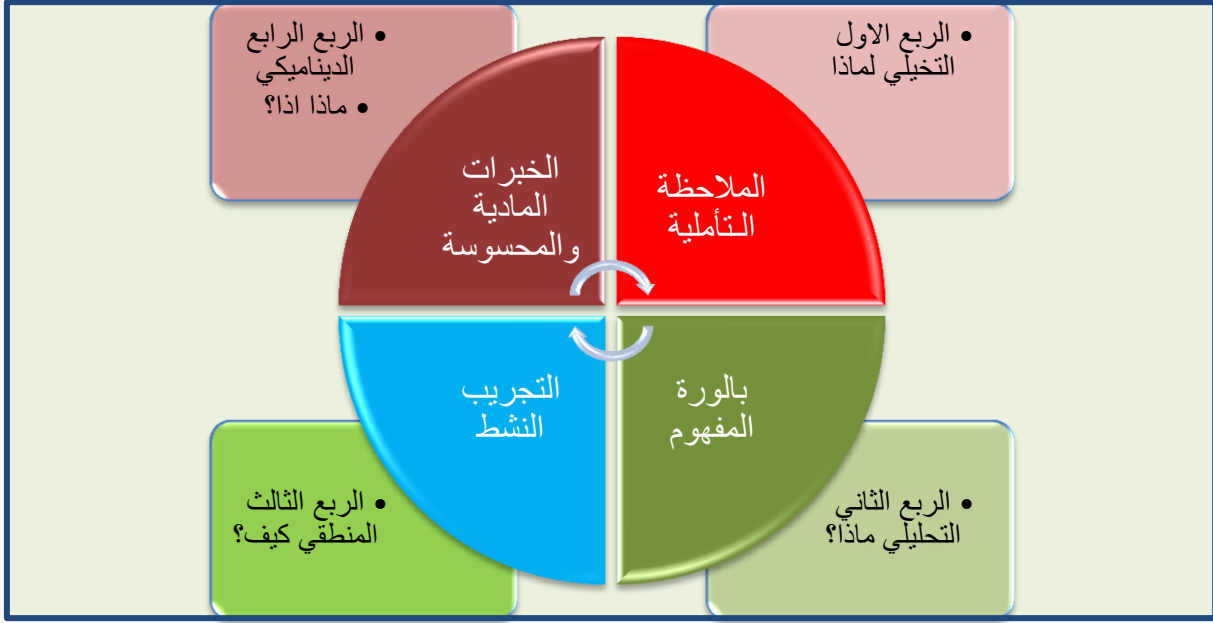 الربع الاول
التخيلي لماذا
الملاحظة
التأملية
الربع الرابع
الديناميكي
ماذا اذا؟
الخبرات
المادية
والمحسوسة
بالورة
المفهوم
الربع الثاني
التحليلي ماذا؟
التجريب
النشط
الربع الثالث
المنطقي كيف؟